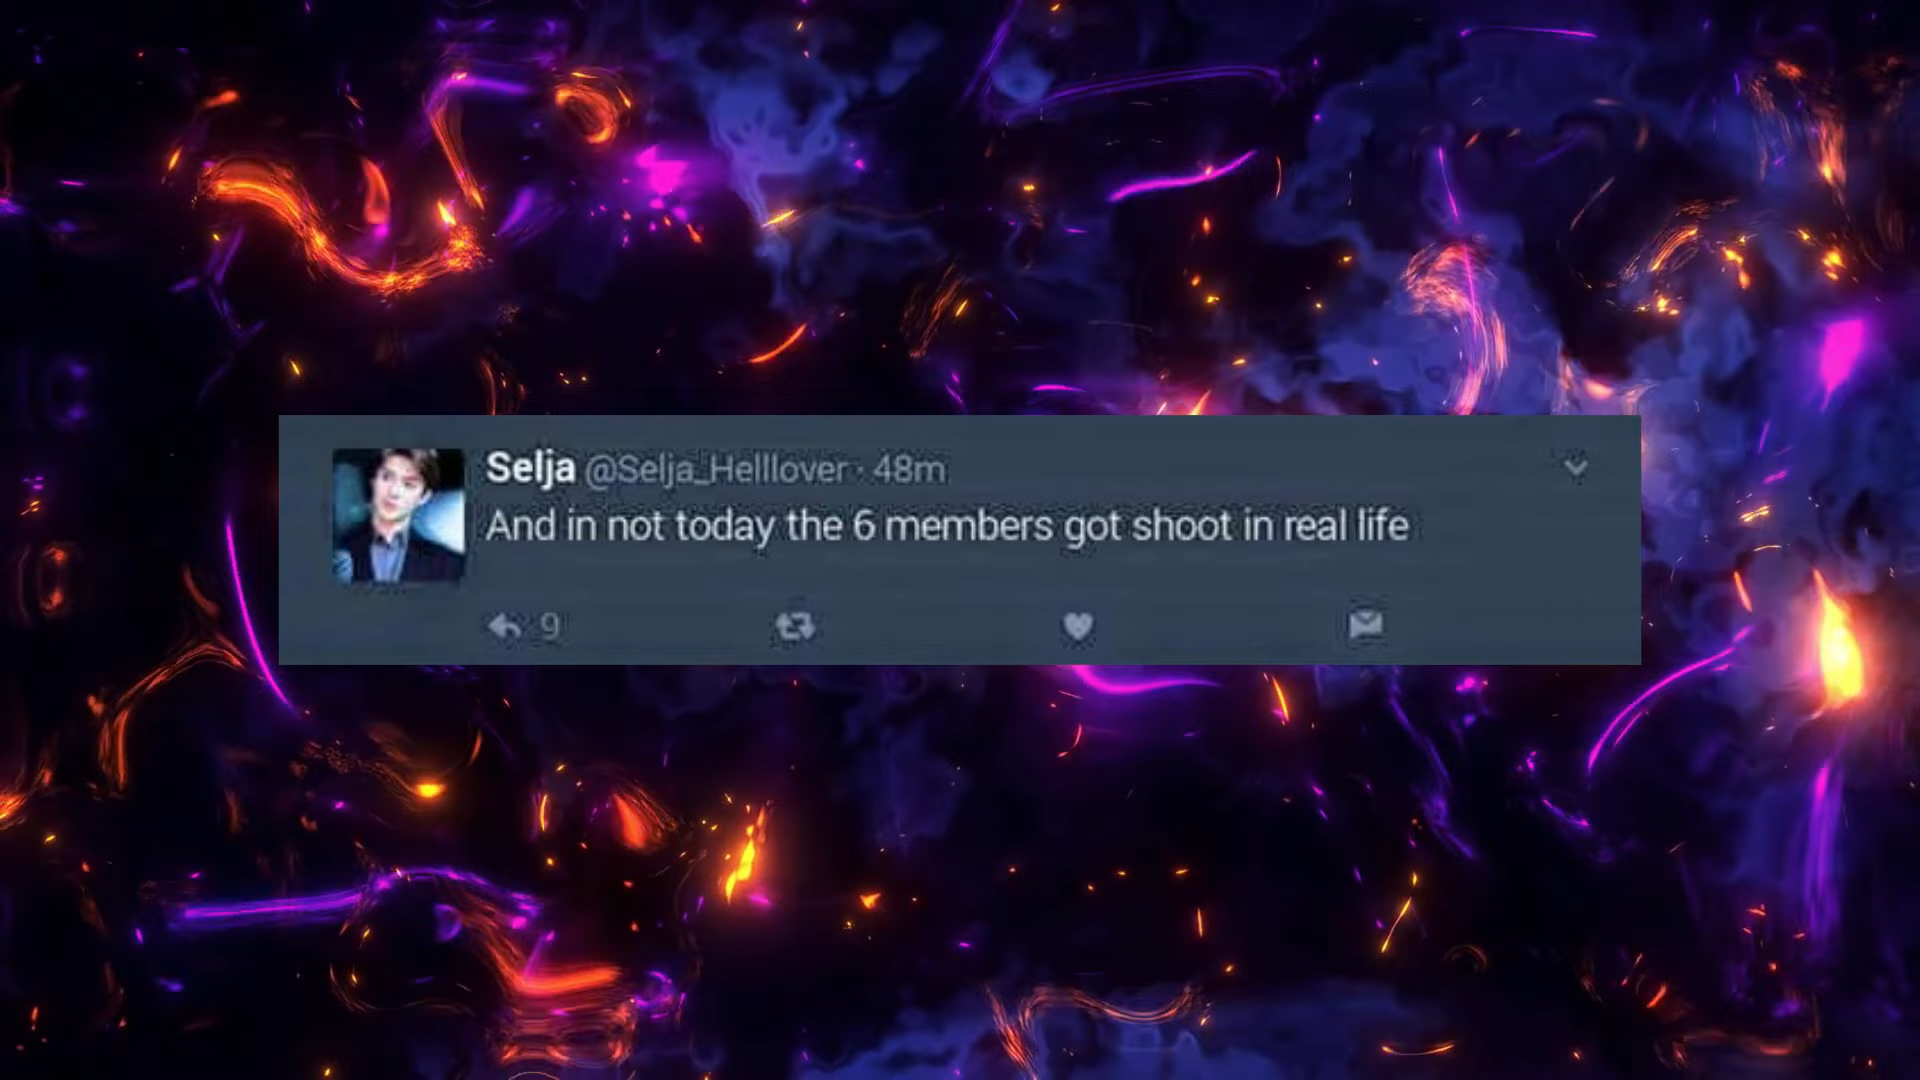 Selja @Selja_Helllover · 48m
And in not today the 6 members got shoot in real life
9